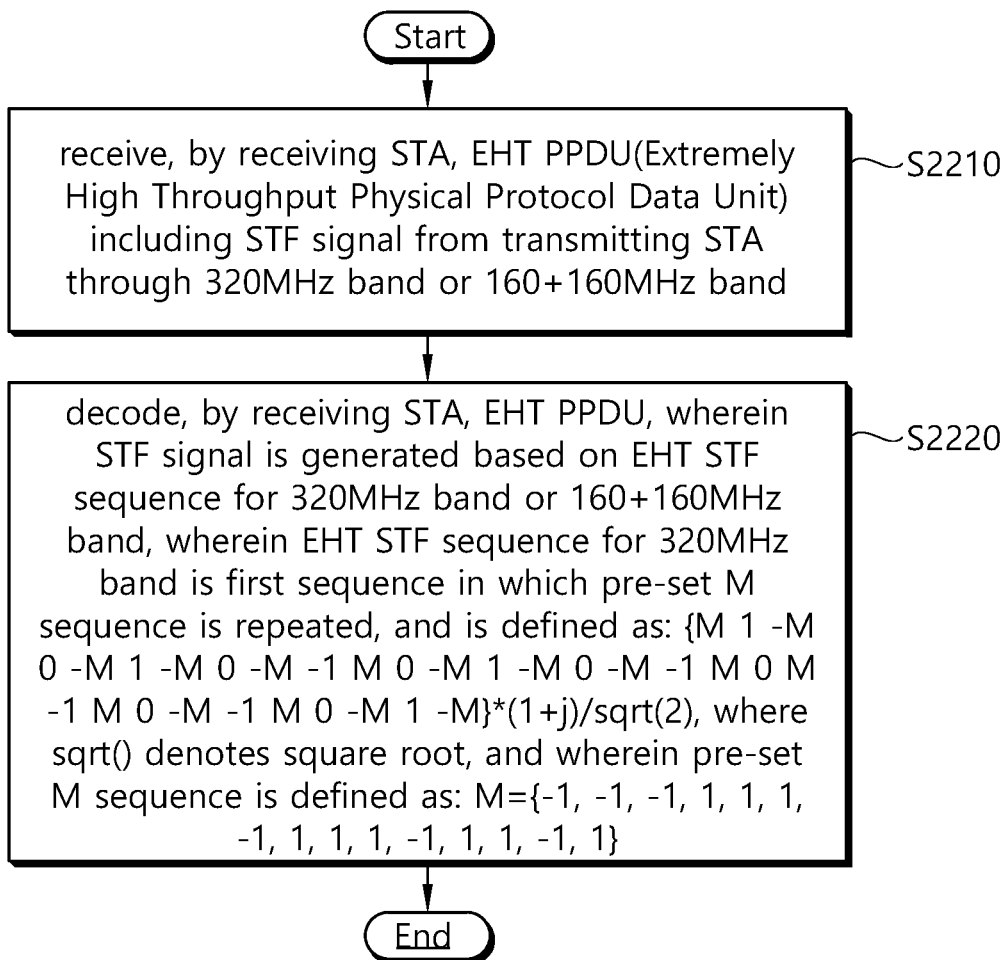 Start
receive, by receiving STA, EHT PPDU(Extremely
High Throughput Physical Protocol Data Unit)
including STF signal from transmitting STA
through 320MHz band or 160+160MHz band
S2210
decode, by receiving STA, EHT PPDU, wherein
STF signal is generated based on EHT STF
sequence for 320MHz band or 160+160MHz
band, wherein EHT STF sequence for 320MHz
band is first sequence in which pre-set M
sequence is repeated, and is defined as: {M 1 -M
0 -M 1 -M 0 -M -1 M 0 -M 1 -M 0 -M -1 M 0 M
-1 M 0 -M -1 M 0 -M 1 -M}*(1+j)/sqrt(2), where
sqrt() denotes square root, and wherein pre-set
M sequence is defined as: M={-1, -1, -1, 1, 1, 1,
-1, 1, 1, 1, -1, 1, 1, -1, 1}
S2220
End